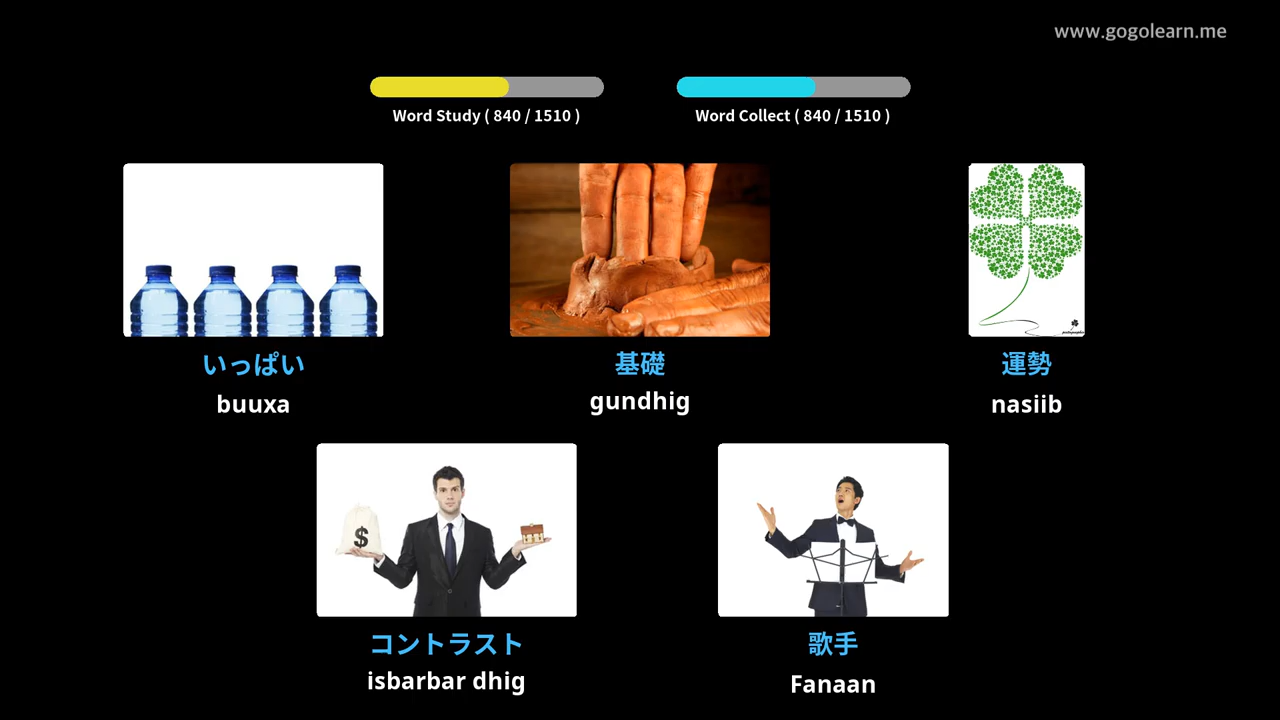 www.gogolearn.me
Word Study ( 840 / 1510 )
Word Collect ( 840 / 1510 )
$
いっぱい
buuxa
基礎
gundhig
運勢
nasiib
コントラスト
isbarbar dhig
歌手
Fanaan